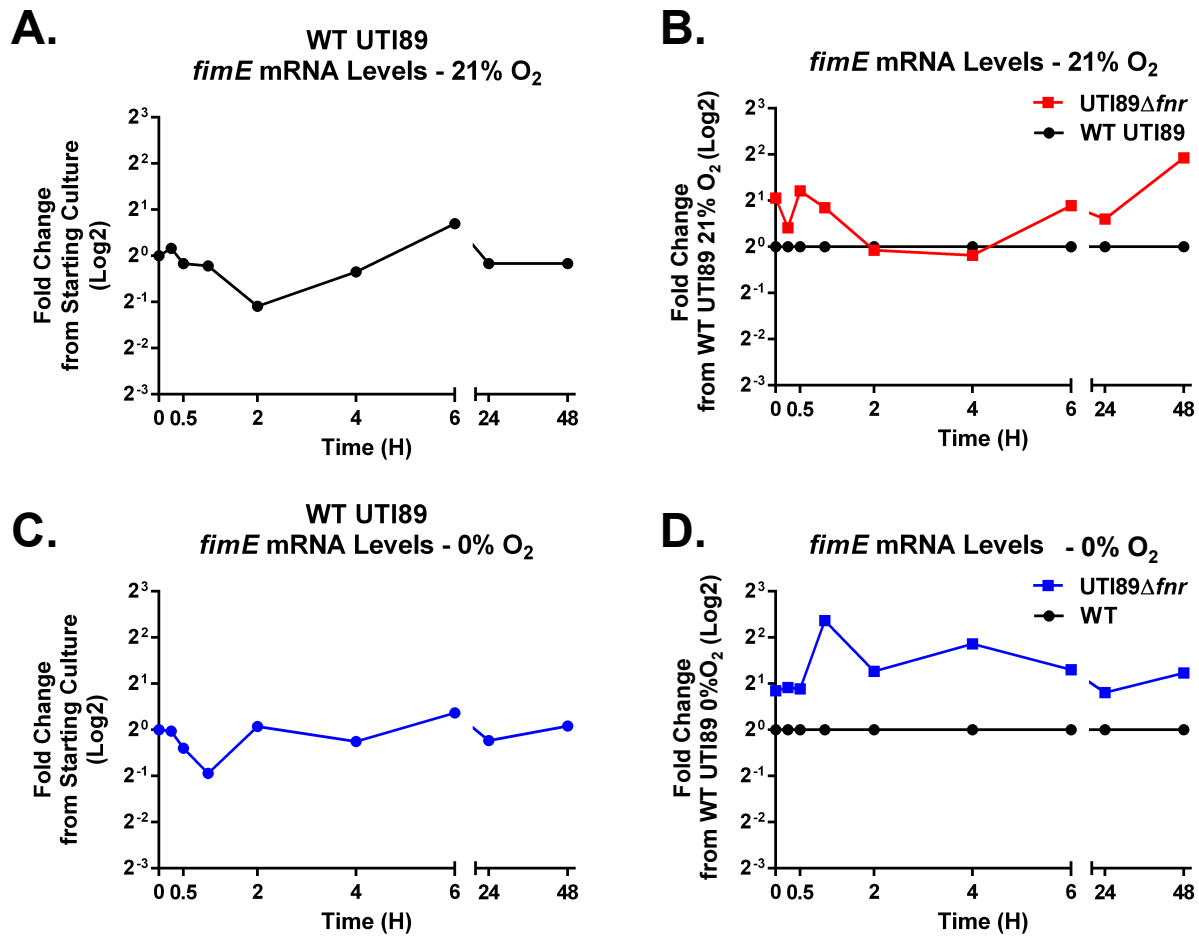 A.
WT UTI89
fimE mRNA Levels - 21% O2
Fold Change
from Starting Culture
(Log2)
2^3
2^2
2^1
2^0
2^-1
2^-2
2^-3
0 0.5 2 4 6 24 48
Time (H)
B.
fimE mRNA Levels - 21% O2
UTI89Δfnr
WT UTI89
Fold Change
from WT UTI89 21% O2 (Log2)
2^3
2^2
2^1
2^0
2^-1
2^-2
2^-3
0 0.5 2 4 6 24 48
Time (H)
C.
WT UTI89
fimE mRNA Levels - 0% O2
Fold Change
from Starting Culture
(Log2)
2^3
2^2
2^1
2^0
2^-1
2^-2
2^-3
0 0.5 2 4 6 24 48
Time (H)
D.
fimE mRNA Levels - 0% O2
UTI89Δfnr
WT
Fold Change
from WT UTI89 0%O2 (Log2)
2^3
2^2
2^1
2^0
2^-1
2^-2
2^-3
0 0.5 2 4 6 24 48
Time (H)